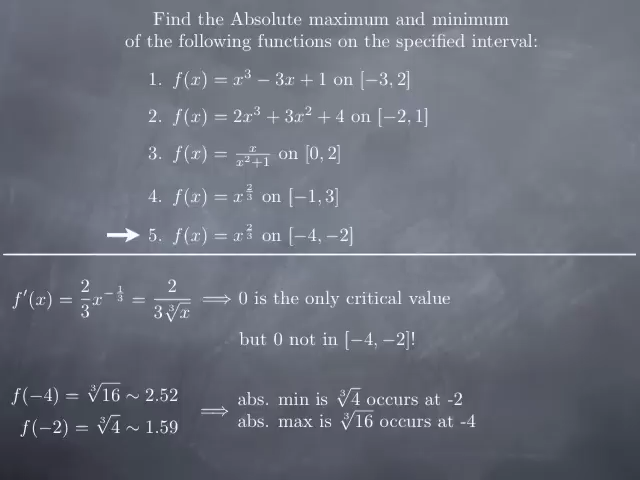 Find the Absolute maximum and minimum
of the following functions on the specified interval:
1. f(x) = x³ − 3x + 1 on [−3, 2]
2. f(x) = 2x³ + 3x² + 4 on [−2, 1]
3. f(x) = x/(x²+1) on [0, 2]
4. f(x) = x^(2/3) on [−1, 3]
5. f(x) = x^(2/3) on [−4, −2]
f′(x) = (2/3)x^(−1/3) = 2/(3∛x) ⟹ 0 is the only critical value
but 0 not in [−4, −2]!
f(−4) = ∛16 ∼ 2.52
f(−2) = ∛4 ∼ 1.59
⟹ abs. min is ∛4 occurs at -2
abs. max is ∛16 occurs at -4